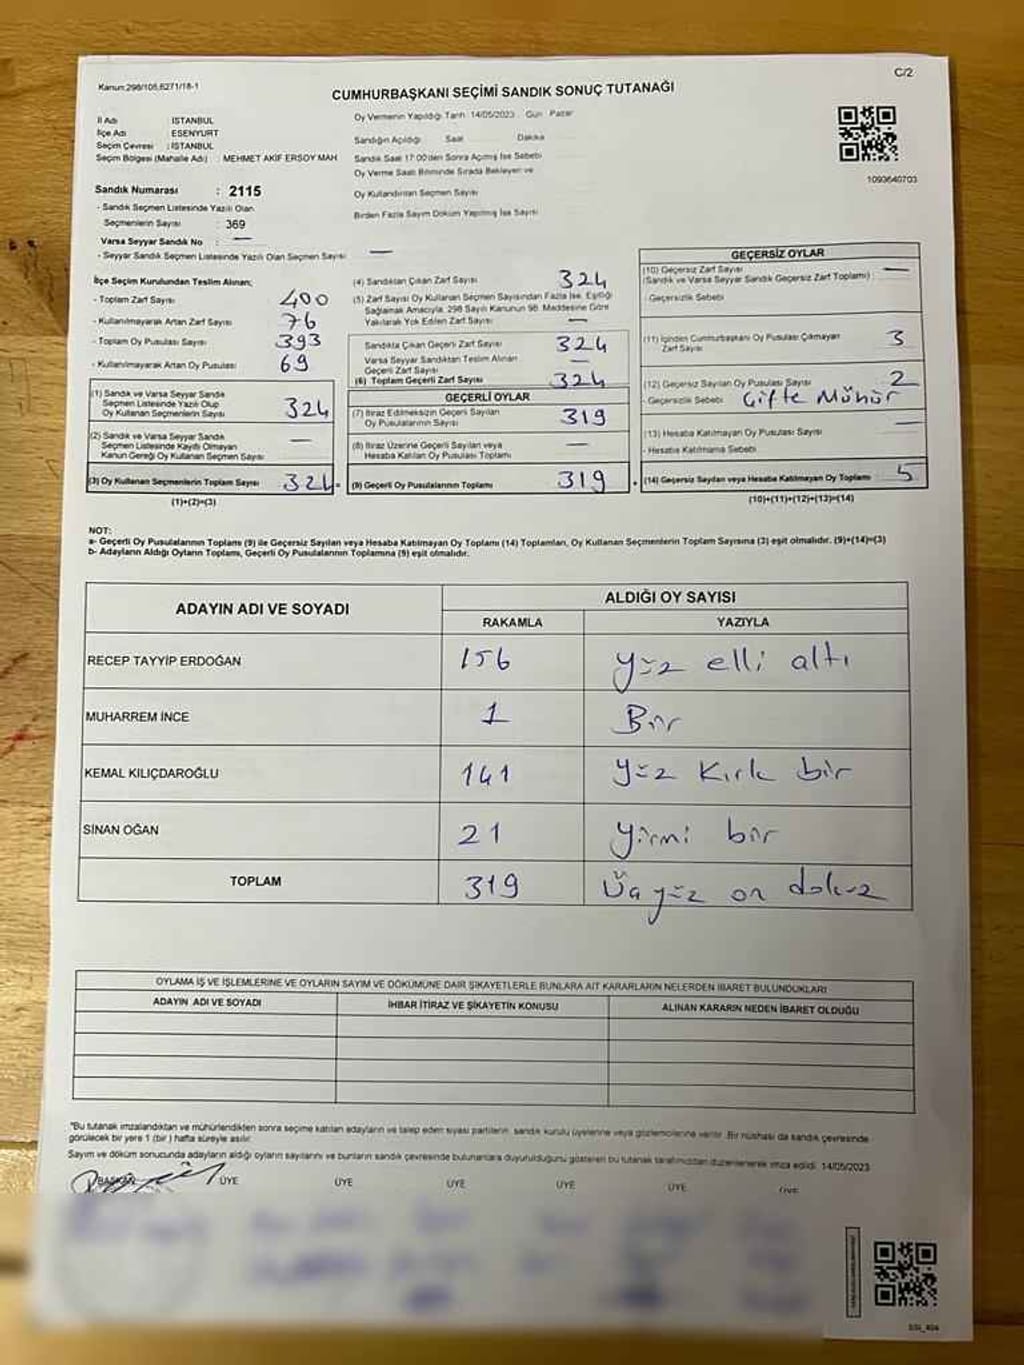 Kanun:298/105,6271/18-1
C/2
CUMHURBAŞKANI SEÇİMİ SANDIK SONUÇ TUTANAĞI
İl Adı : İSTANBUL
İlçe Adı : ESENYURT
Seçim Çevresi : İSTANBUL
Seçim Bölgesi (Mahalle Adı) : MEHMET AKİF ERSOY MAH
Sandık Numarası : 2115
- Sandık Seçmen Listesinde Yazılı Olan
Seçmenlerin Sayısı : 369
Varsa Seyyar Sandık No : —
- Seyyar Sandık Seçmen Listesinde Yazılı Olan Seçmen Sayısı : —
Oy Vermenin Yapıldığı Tarih 14/05/2023 Gün Pazar
Sandığın Açıldığı Saat Dakika
Sandık Saat 17:00'den Sonra Açılmış İse Sebebi
Oy Verme Saati Bitiminde Sırada Bekleyen ve
Oy Kullandırılan Seçmen Sayısı
Birden Fazla Sayım Döküm Yapılmış İse Sayısı
1093640703
İlçe Seçim Kurulundan Teslim Alınan;
- Toplam Zarf Sayısı 400
- Kullanılmayarak Artan Zarf Sayısı 76
- Toplam Oy Pusulası Sayısı 393
- Kullanılmayarak Artan Oy Pusulası 69
(1) Sandık ve Varsa Seyyar Sandık
Seçmen Listesinde Yazılı Olup
Oy Kullanan Seçmenlerin Sayısı 324
(2) Sandık ve Varsa Seyyar Sandık
Seçmen Listesinde Kaydı Olmayan
Kanun Gereği Oy Kullanan Seçmen Sayısı —
(3) Oy Kullanan Seçmenlerin Toplam Sayısı 324 =
(1)+(2)=(3)
(4) Sandıktan Çıkan Zarf Sayısı 324
(5) Zarf Sayısı Oy Kullanan Seçmen Sayısından Fazla İse, Eşitliği
Sağlamak Amacıyla, 298 Sayılı Kanunun 98. Maddesine Göre
Yakılarak Yok Edilen Zarf Sayısı —
Sandıkta Çıkan Geçerli Zarf Sayısı 324
Varsa Seyyar Sandıktan Teslim Alınan
Geçerli Zarf Sayısı —
(6) Toplam Geçerli Zarf Sayısı 324
GEÇERLİ OYLAR
(7) İtiraz Edilmeksizin Geçerli Sayılan
Oy Pusulası Sayısı 319
(8) İtiraz Üzerine Geçerli Sayılan veya
Hesaba Katılan Oy Pusulası Toplamı —
(9) Geçerli Oy Pusulalarının Toplamı 319 +
GEÇERSİZ OYLAR
(10) Geçersiz Zarf Sayısı —
(Sandık ve Varsa Seyyar Sandık Geçersiz Zarf Toplamı)
- Geçersizlik Sebebi
(11) İçinden Cumhurbaşkanı Oy Pusulası Çıkmayan
Zarf Sayısı 3
(12) Geçersiz Sayılan Oy Pusulası Sayısı 2
- Geçersizlik Sebebi Çifte Mühür
(13) Hesaba Katılmayan Oy Pusulası Sayısı —
- Hesaba Katılmama Sebebi
(14) Geçersiz Sayılan veya Hesaba Katılmayan Oy Toplamı 5
(10)+(11)+(12)+(13)=(14)
NOT:
a- Geçerli Oy Pusulalarının Toplamı (9) ile Geçersiz Sayılan veya Hesaba Katılmayan Oy Toplamı (14) Toplamları, Oy Kullanan Seçmenlerin Toplam Sayısına (3) eşit olmalıdır. (9)+(14)=(3)
b- Adayların Aldığı Oyların Toplamı, Geçerli Oy Pusulalarının Toplamına (9) eşit olmalıdır.
ADAYIN ADI VE SOYADI
ALDIĞI OY SAYISI
RAKAMLA YAZIYLA
RECEP TAYYİP ERDOĞAN 156 yüz elli altı
MUHARREM İNCE 1 Bir
KEMAL KILIÇDAROĞLU 141 yüz Kırk bir
SİNAN OĞAN 21 yirmi bir
TOPLAM 319 Üç yüz on dokuz
OYLAMA İŞ VE İŞLEMLERİNE VE OYLARIN SAYIM VE DÖKÜMÜNE DAİR ŞİKAYETLERLE BUNLARA AİT KARARLARIN NELERDEN İBARET BULUNDUKLARI
ADAYIN ADI VE SOYADI İHBAR İTİRAZ VE ŞİKAYETİN KONUSU ALINAN KARARIN NEDEN İBARET OLDUĞU
"Bu tutanak imzalandıktan ve mühürlendikten sonra seçime katılan adayların ve talep eden siyasi partilerin, sandık kurulu üyelerine veya gözlemcilerine verilir. Bir nüshası da sandık çevresinde
görülecek bir yere 1 (bir) hafta süreyle asılır.
Sayım ve döküm sonucunda adayların aldığı oyların sayılarını ve bunların sandık çevresinde bulunanlara duyurulduğunu gösteren bu tutanak tarafımızdan düzenlenerek imza edildi. 14/05/2023
BAŞKAN ÜYE ÜYE ÜYE ÜYE ÜYE ÜYE